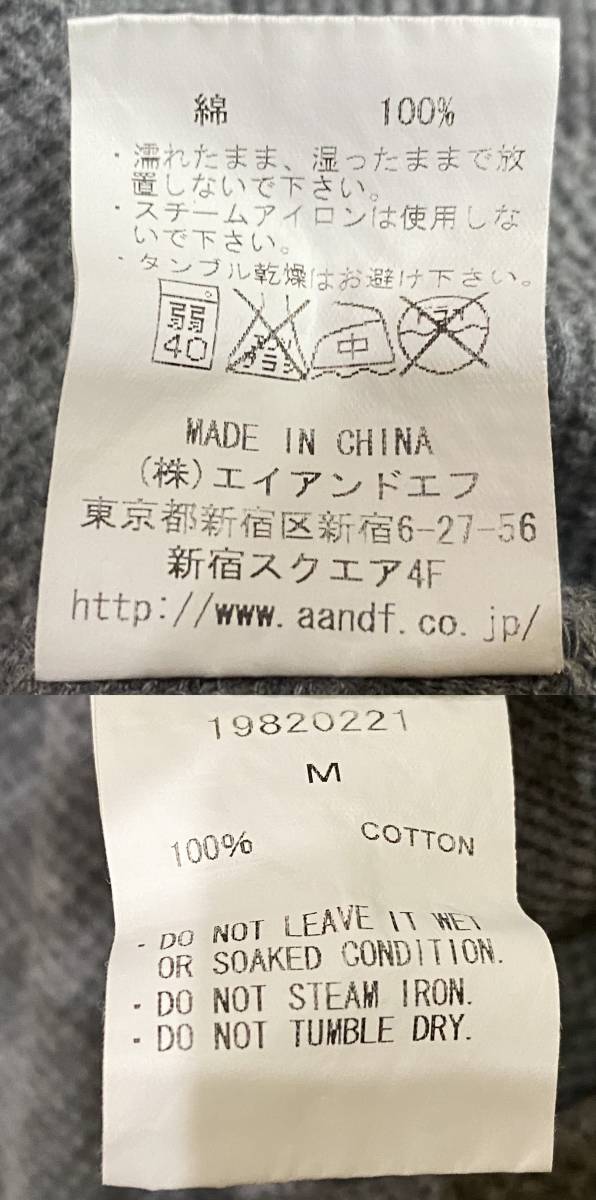 綿 100%
・濡れたまま、湿ったままで放
置しないで下さい。
・スチームアイロンは使用しな
いで下さい。
・タンブル乾燥はお避け下さい。
弱 中 ドライ
40
MADE IN CHINA
(株)エイアンドエフ
東京都新宿区新宿6-27-56
新宿スクエア4F
http://www.aandf.co.jp/
19820221
M
100% COTTON
- DO NOT LEAVE IT WET
OR SOAKED CONDITION.
- DO NOT STEAM IRON.
- DO NOT TUMBLE DRY.